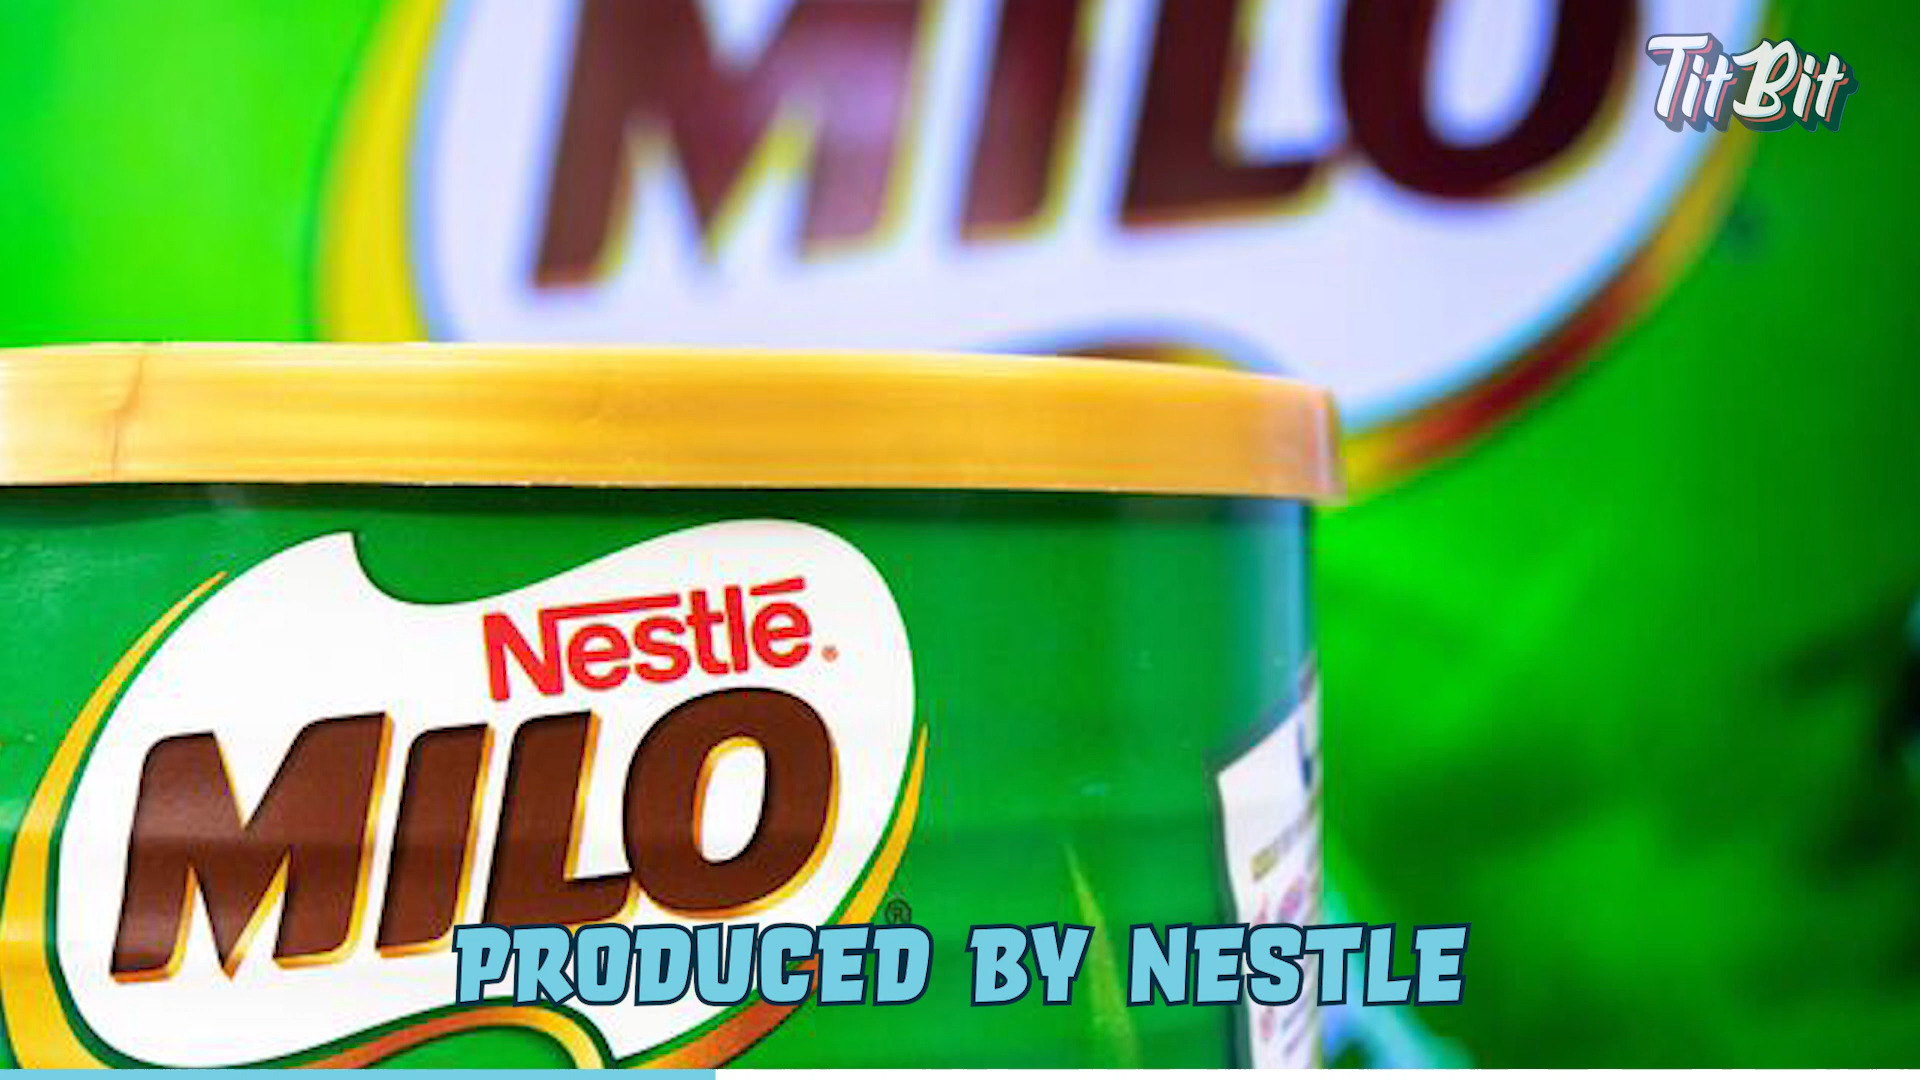 MILO
TitBit
Nestlé
MILO
PRODUCED BY NESTLE